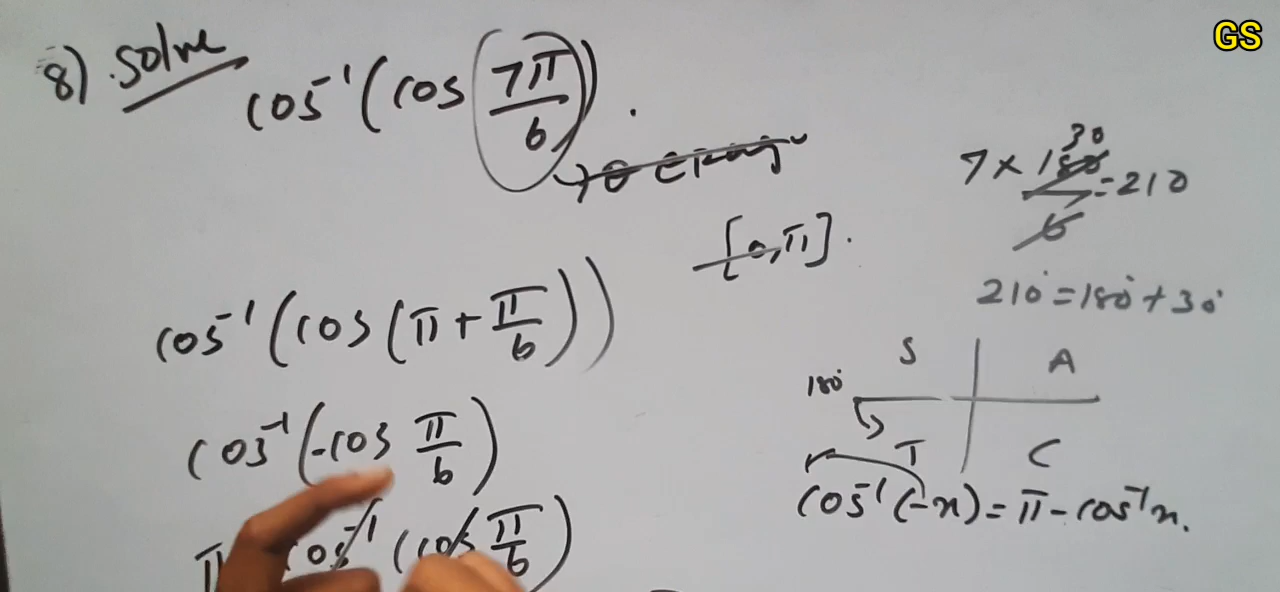 GS
8) solve cos⁻¹(cos(7π/6)).
[0,π].
cos⁻¹(cos(π+π/6))
cos⁻¹(-cos π/6)
π cos⁻¹(cos π/6)
7×180/6=210
210°=180°+30°
30
S A
180°
T C
cos⁻¹(-x)=π-cos⁻¹x.